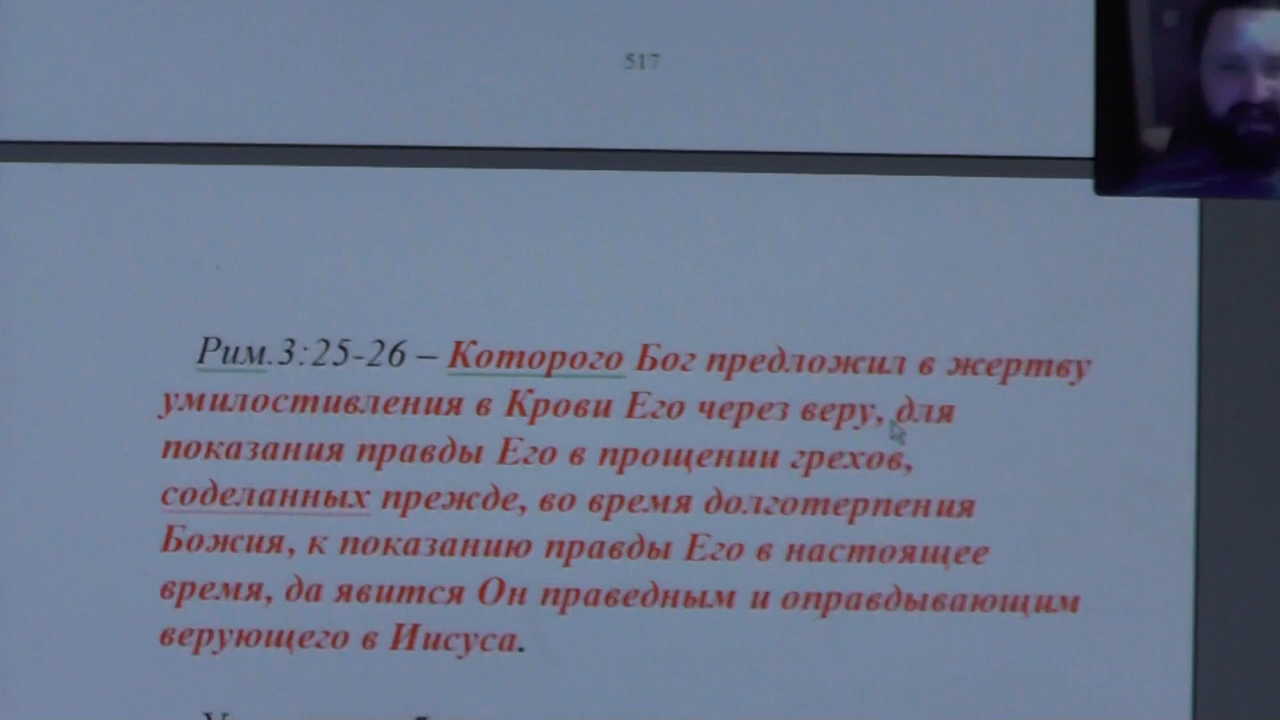 517
Рим.3:25-26 – Которого Бог предложил в жертву
умилостивления в Крови Его через веру, для
показания правды Его в прощении грехов,
соделанных прежде, во время долготерпения
Божия, к показанию правды Его в настоящее
время, да явится Он праведным и оправдывающим
верующего в Иисуса.